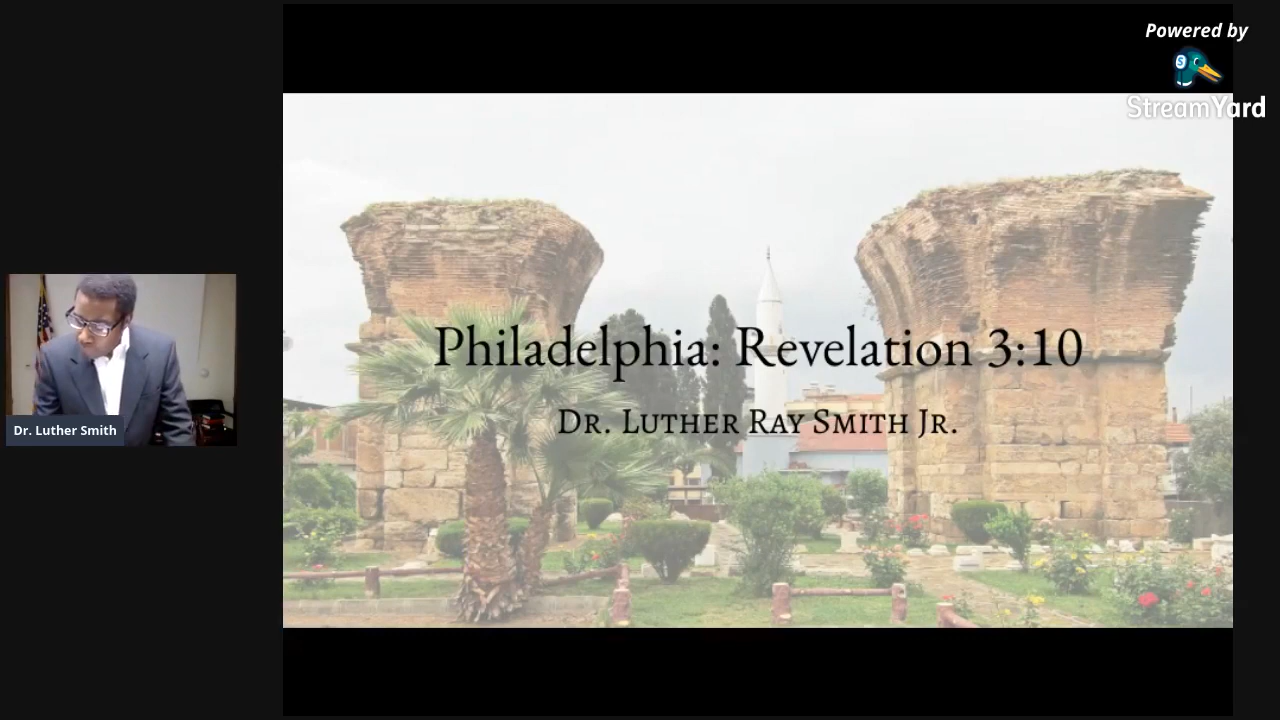 Powered by
StreamYard
Philadelphia: Revelation 3:10
Dr. Luther Ray Smith Jr.
Dr. Luther Smith